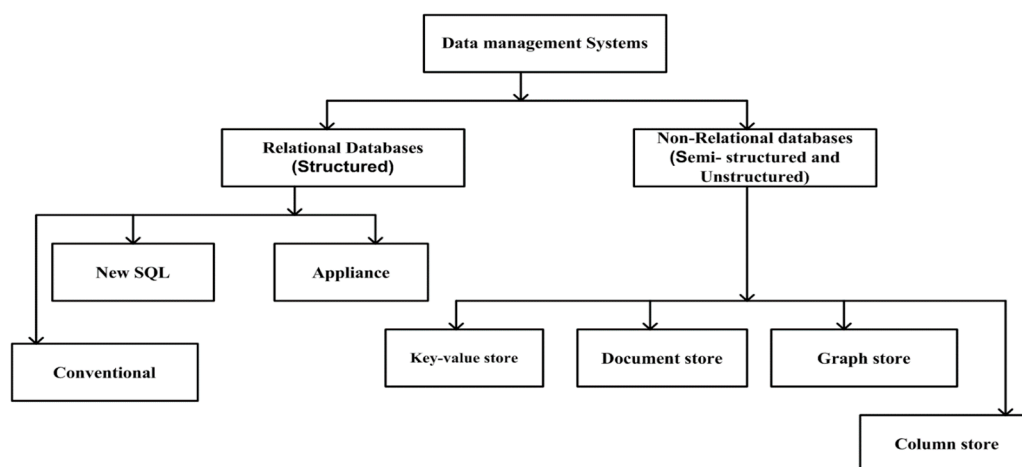 Data management Systems
Relational Databases
(Structured)
Non-Relational databases
(Semi- structured and
Unstructured)
New SQL
Appliance
Conventional
Key-value store
Document store
Graph store
Column store